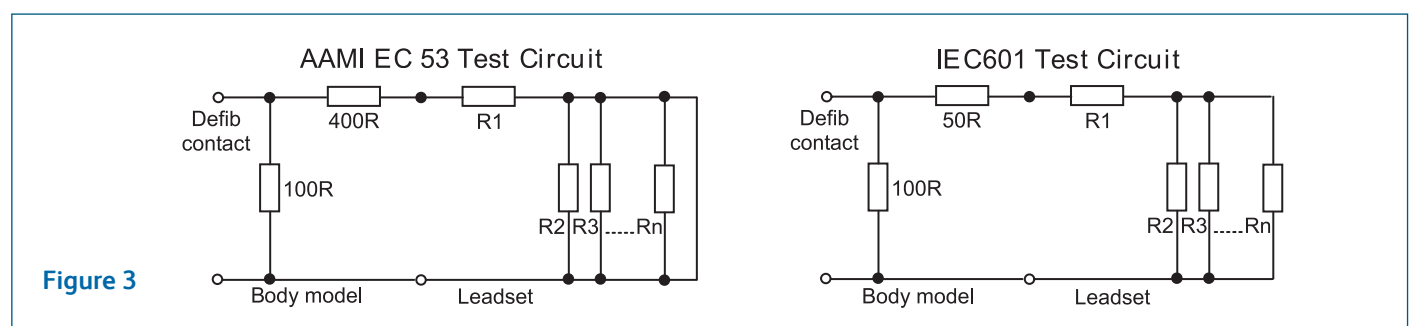 AAMI EC 53 Test Circuit
Defib
contact
400R
R1
100R
R2 R3 .....Rn
Body model
Leadset
IEC601 Test Circuit
Defib
contact
50R
R1
100R
R2 R3 .....Rn
Body model
Leadset
Figure 3